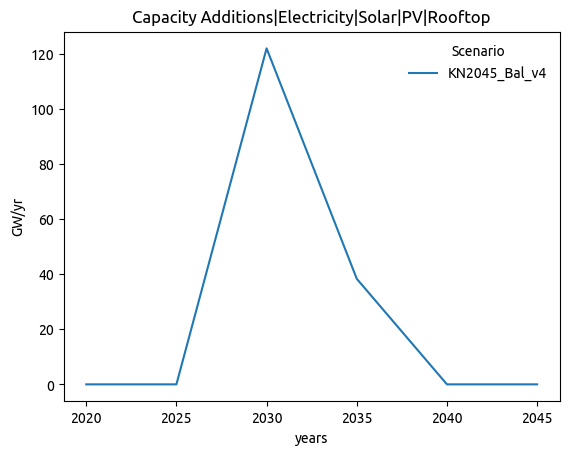 Capacity Additions|Electricity|Solar|PV|Rooftop
Scenario
KN2045_Bal_v4
GW/yr
120
100
80
60
40
20
0
2020 2025 2030 2035 2040 2045
years